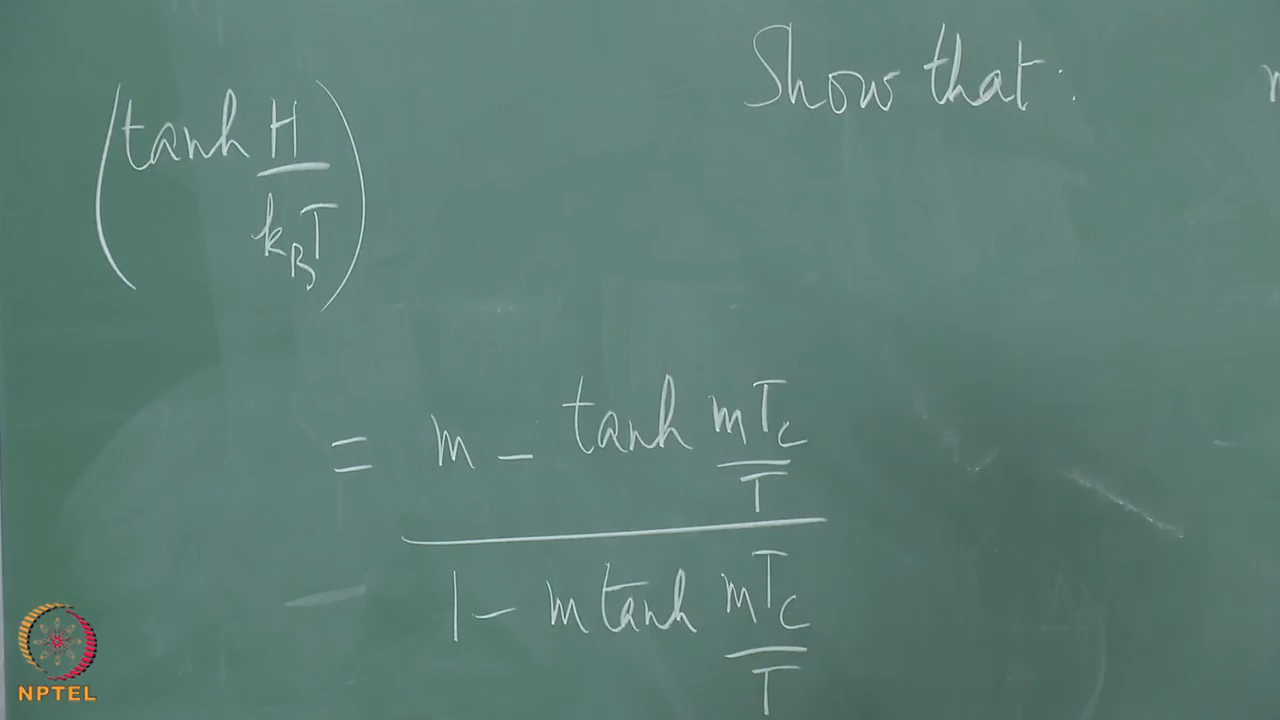 Show that:
(tanh H/k_BT)
= (m - tanh mT_c/T)/(1 - m tanh mT_c/T)
NPTEL